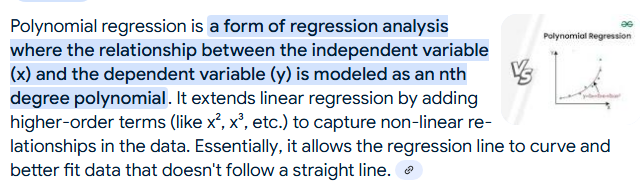 Polynomial regression is a form of regression analysis
where the relationship between the independent variable
(x) and the dependent variable (y) is modeled as an nth
degree polynomial. It extends linear regression by adding
higher-order terms (like x², x³, etc.) to capture non-linear re-
lationships in the data. Essentially, it allows the regression line to curve and
better fit data that doesn't follow a straight line.
Polynomial Regression
VS